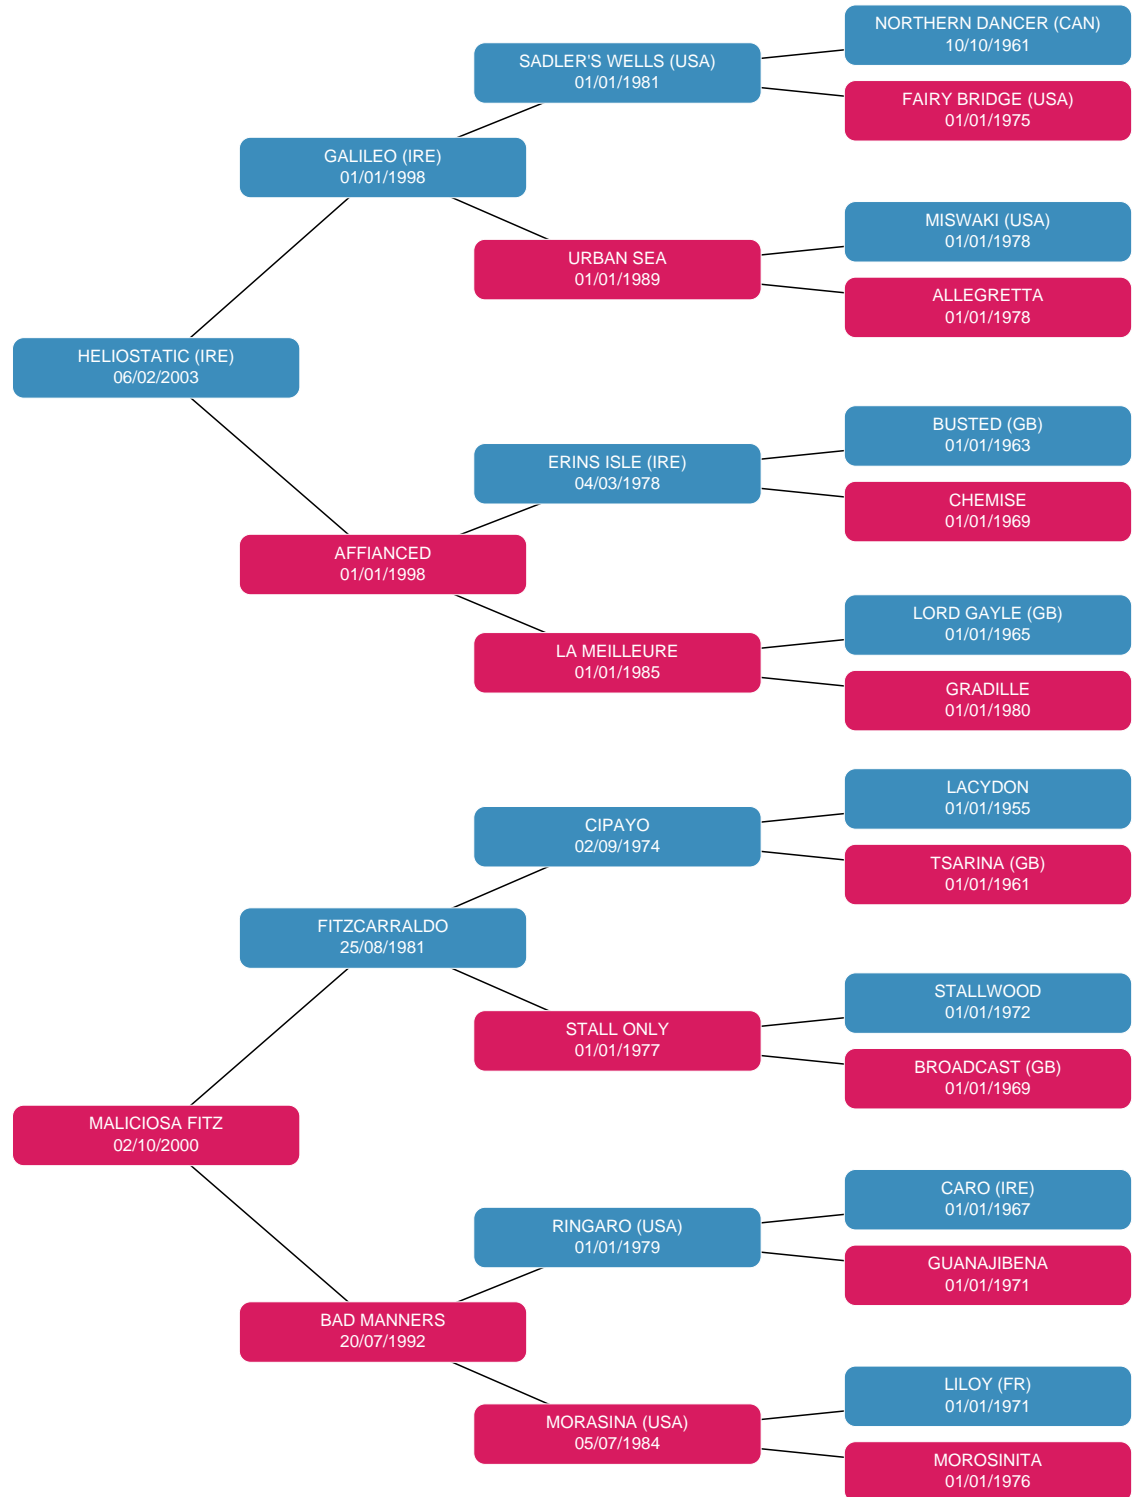 NORTHERN DANCER (CAN)
10/10/1961
SADLER'S WELLS (USA)
01/01/1981
FAIRY BRIDGE (USA)
01/01/1975
GALILEO (IRE)
01/01/1998
MISWAKI (USA)
01/01/1978
URBAN SEA
01/01/1989
ALLEGRETTA
01/01/1978
HELIOSTATIC (IRE)
06/02/2003
BUSTED (GB)
01/01/1963
ERINS ISLE (IRE)
04/03/1978
CHEMISE
01/01/1969
AFFIANCED
01/01/1998
LORD GAYLE (GB)
01/01/1965
LA MEILLEURE
01/01/1985
GRADILLE
01/01/1980
LACYDON
01/01/1955
CIPAYO
02/09/1974
TSARINA (GB)
01/01/1961
FITZCARRALDO
25/08/1981
STALLWOOD
01/01/1972
STALL ONLY
01/01/1977
BROADCAST (GB)
01/01/1969
MALICIOSA FITZ
02/10/2000
CARO (IRE)
01/01/1967
RINGARO (USA)
01/01/1979
GUANAJIBENA
01/01/1971
BAD MANNERS
20/07/1992
LILOY (FR)
01/01/1971
MORASINA (USA)
05/07/1984
MOROSINITA
01/01/1976